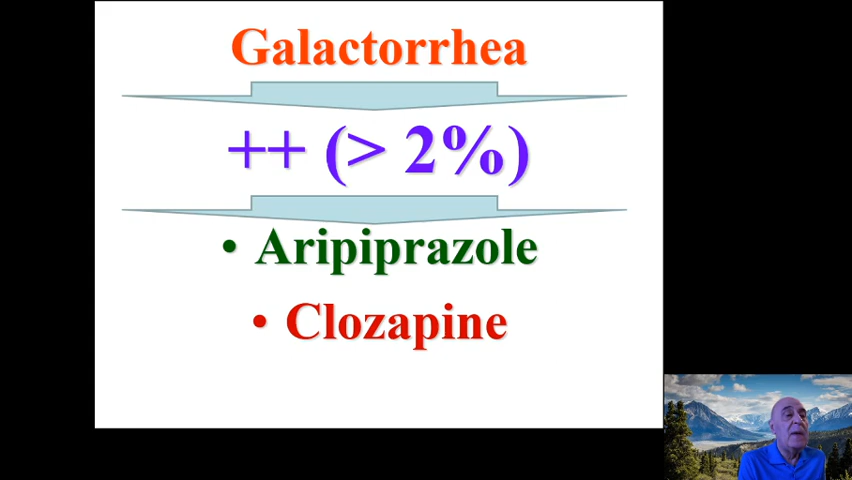 Galactorrhea
++ (> 2%)
• Aripiprazole
• Clozapine